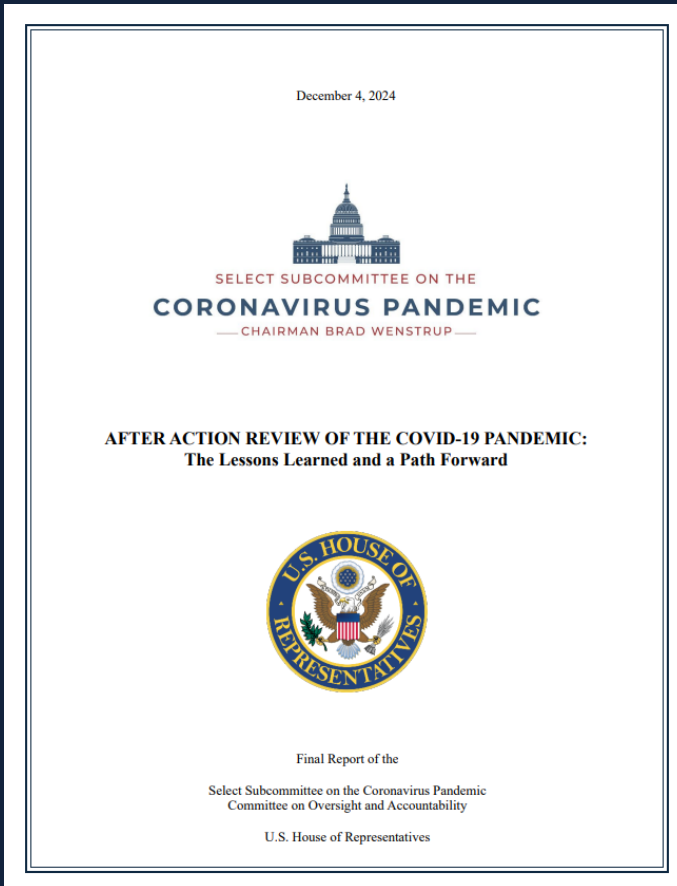 December 4, 2024
SELECT SUBCOMMITTEE ON THE
CORONAVIRUS PANDEMIC
CHAIRMAN BRAD WENSTRUP
AFTER ACTION REVIEW OF THE COVID-19 PANDEMIC:
The Lessons Learned and a Path Forward
U.S. HOUSE OF
REPRESENTATIVES
Final Report of the
Select Subcommittee on the Coronavirus Pandemic
Committee on Oversight and Accountability
U.S. House of Representatives